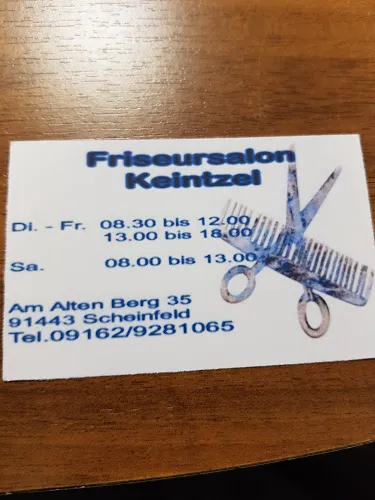 Friseursalon
Keintzel
Di. - Fr. 08.30 bis 12.00
13.00 bis 18.00
Sa. 08.00 bis 13.00
Am Alten Berg 35
91443 Scheinfeld
Tel.09162/9281065